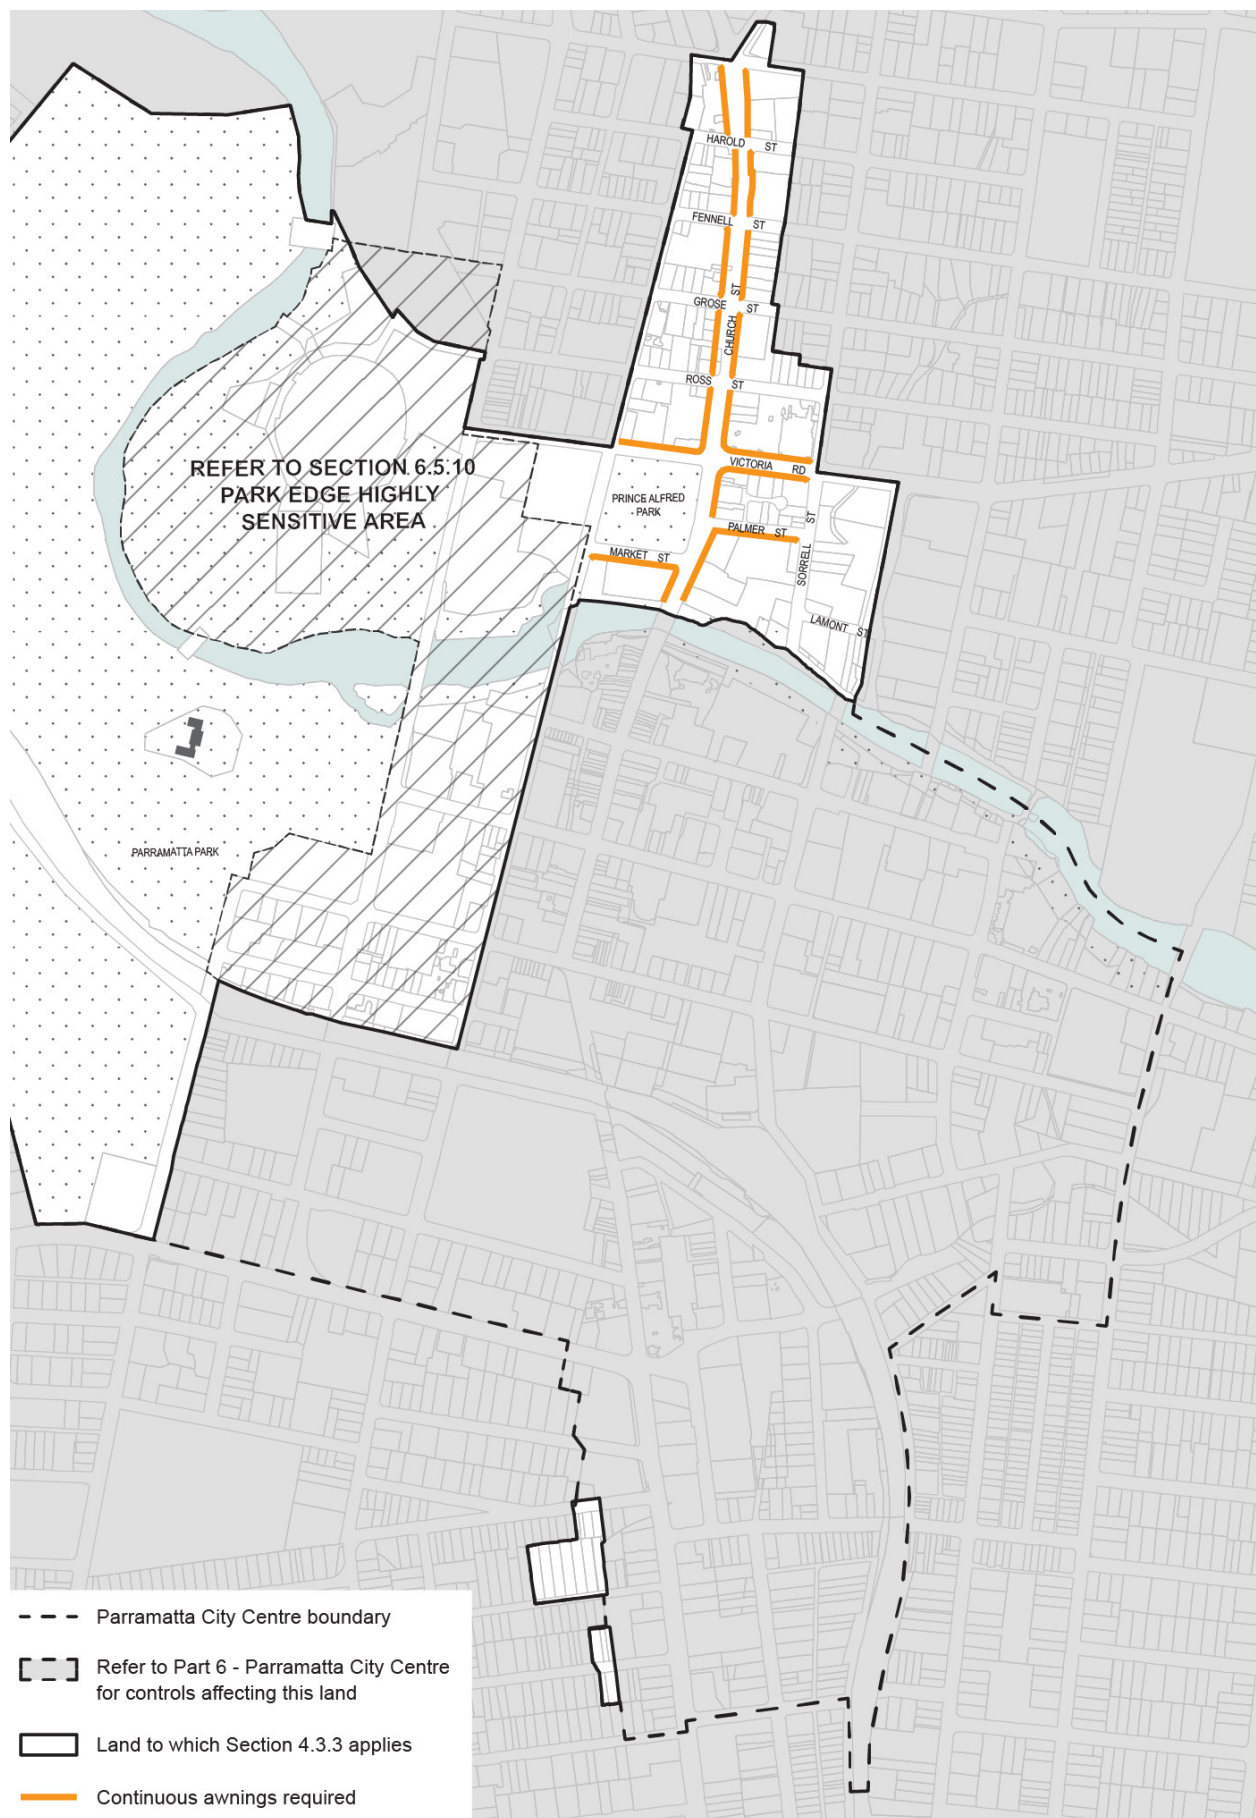 HAROLD ST
FENNELL ST
GROSE ST
CHURCH ST
ROSS ST
REFER TO SECTION 6.5.10
PARK EDGE HIGHLY
SENSITIVE AREA
VICTORIA RD
PRINCE ALFRED
PARK
PALMER ST
SORRELL ST
MARKET ST
LAMONT ST
PARRAMATTA PARK
Parramatta City Centre boundary
Refer to Part 6 - Parramatta City Centre
for controls affecting this land
Land to which Section 4.3.3 applies
Continuous awnings required